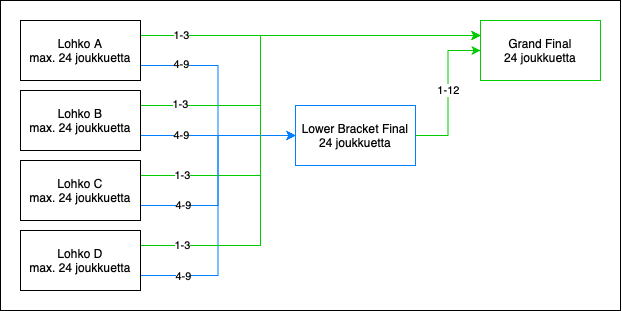 Lohko A
max. 24 joukkuetta
1-3
4-9
Lohko B
max. 24 joukkuetta
1-3
4-9
Lohko C
max. 24 joukkuetta
1-3
4-9
Lohko D
max. 24 joukkuetta
1-3
4-9
Lower Bracket Final
24 joukkuetta
1-12
Grand Final
24 joukkuetta